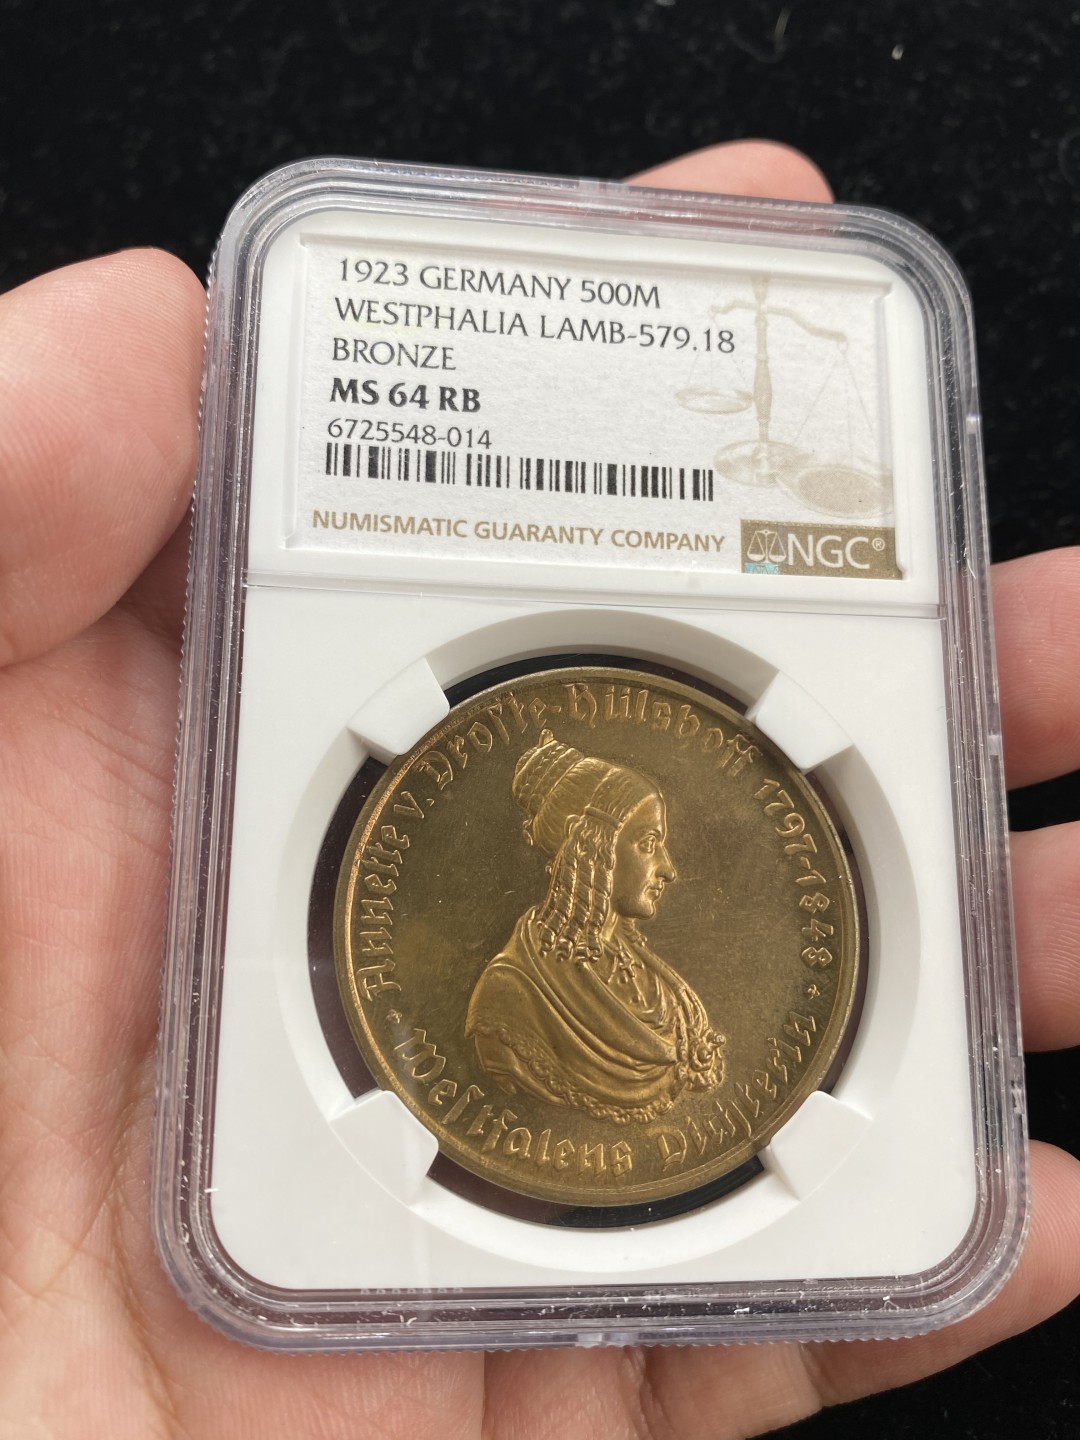 1923 GERMANY 500M
WESTPHALIA LAMB-579.18
BRONZE
MS 64 RB
6725548-014
NUMISMATIC GUARANTY COMPANY
NGC®
Annette v. Droste-Hülshoff 1797-1848 *
* Westfalens Dichterin